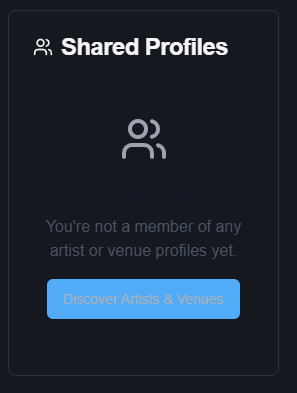 Shared Profiles
You're not a member of any
artist or venue profiles yet.
Discover Artists & Venues